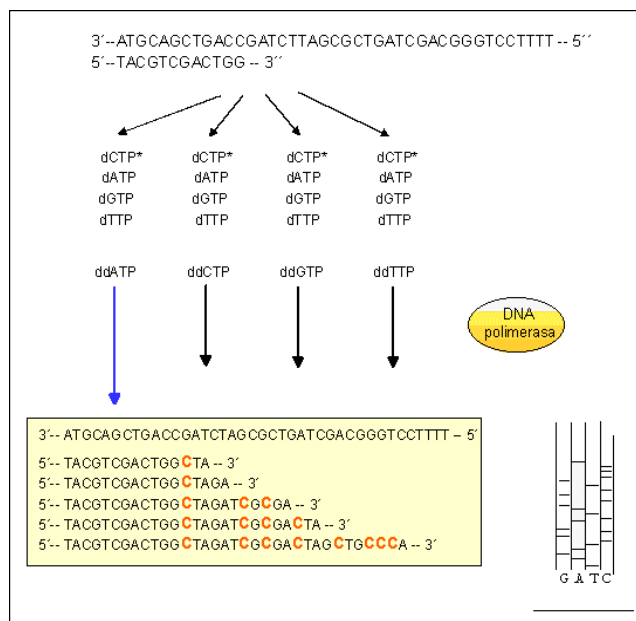 3´--ATGCAGCTGACCGATCTTAGCGCTGATCGACGGGTCCTTTT -- 5´´
5´--TACGTCGACTGG -- 3´´
dCTP* dCTP* dCTP* dCTP*
dATP dATP dATP dATP
dGTP dGTP dGTP dGTP
dTTP dTTP dTTP dTTP
ddATP ddCTP ddGTP ddTTP
DNA
polimerasa
3´-- ATGCAGCTGACCGATCTAGCGCTGATCGACGGGTCCTTTT -- 5´
5´-- TACGTCGACTGGCTA -- 3´
5´-- TACGTCGACTGGCTAGA -- 3´
5´-- TACGTCGACTGGCTAGATCGCGA -- 3´
5´-- TACGTCGACTGGCTAGATCGCGACTA -- 3´
5´-- TACGTCGACTGGCTAGATCGCGACTAGCTGCCCA -- 3´
G A T C